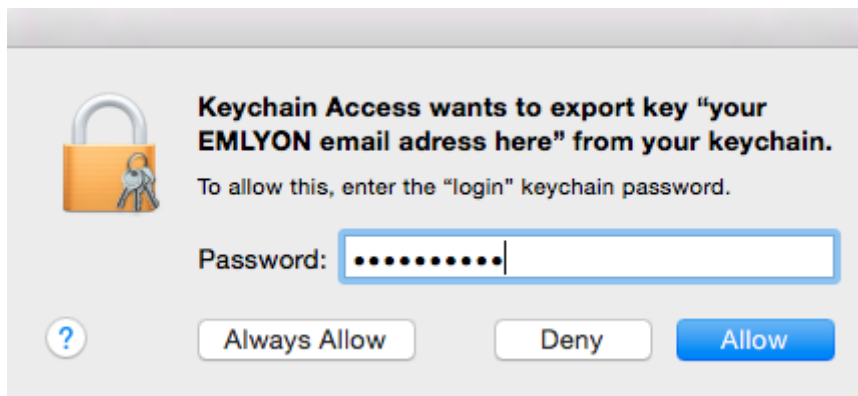 Keychain Access wants to export key “your
EMLYON email adress here” from your keychain.
To allow this, enter the “login” keychain password.
Password: ••••••••••
? Always Allow Deny Allow